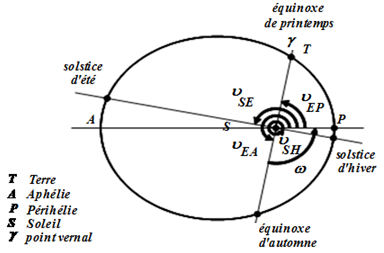 équinoxe
de printemps
γ
T
solstice
d'été
υ SE
υ EP
A
S
P
υ EA
υ SH
ω
solstice
d'hiver
équinoxe
d'automne
T Terre
A Aphélie
P Périhélie
S Soleil
γ point vernal